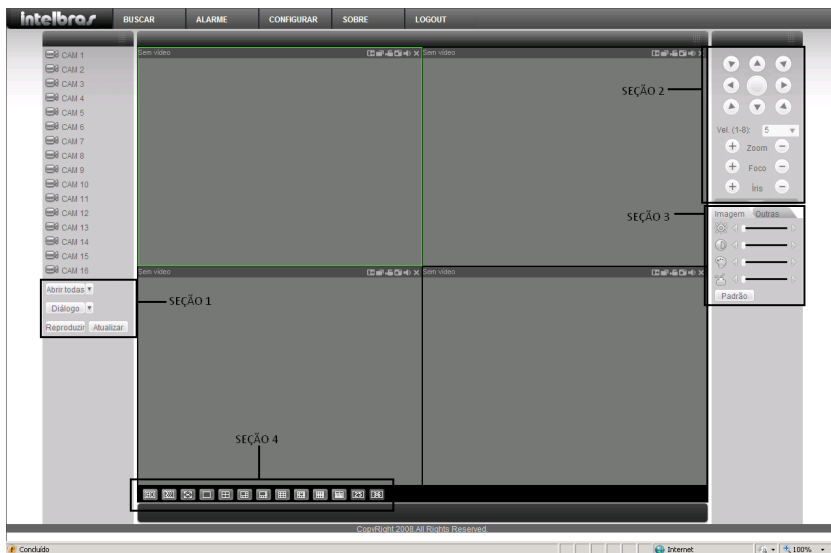 intelbras BUSCAR ALARME CONFIGURAR SOBRE LOGOUT
CAM 1
CAM 2
CAM 3
CAM 4
CAM 5
CAM 6
CAM 7
CAM 8
CAM 9
CAM 10
CAM 11
CAM 12
CAM 13
CAM 14
CAM 15
CAM 16
Abrir todas
Diálogo
Reproduzir Atualizar
Sem vídeo
Sem vídeo
Sem vídeo
Sem vídeo
SEÇÃO 1
SEÇÃO 2
SEÇÃO 3
SEÇÃO 4
Vel. (1-8): 5
+ Zoom −
+ Foco −
+ Íris −
Imagem Outras
Padrão
CopyRight 2008,All Rights Reserved.
Concluído Internet 100%